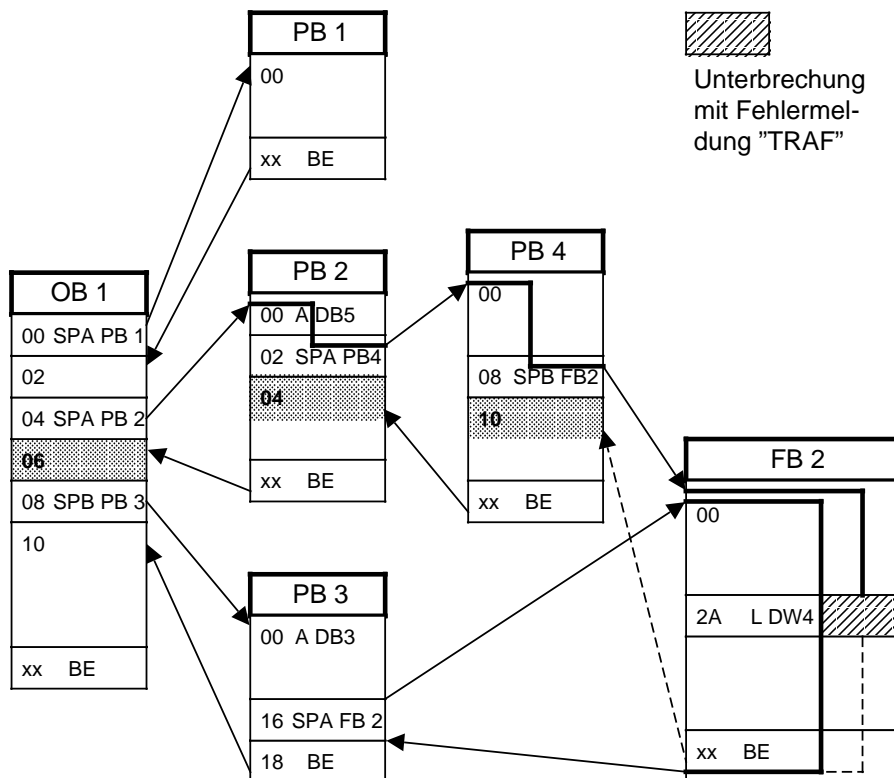 PB 1
00
xx BE
Unterbrechung
mit Fehlermel-
dung ”TRAF”
OB 1
00 SPA PB 1
02
04 SPA PB 2
06
08 SPB PB 3
10
xx BE
PB 2
00 A DB5
02 SPA PB4
04
xx BE
PB 4
00
08 SPB FB2
10
xx BE
PB 3
00 A DB3
16 SPA FB 2
18 BE
FB 2
00
2A L DW4
xx BE